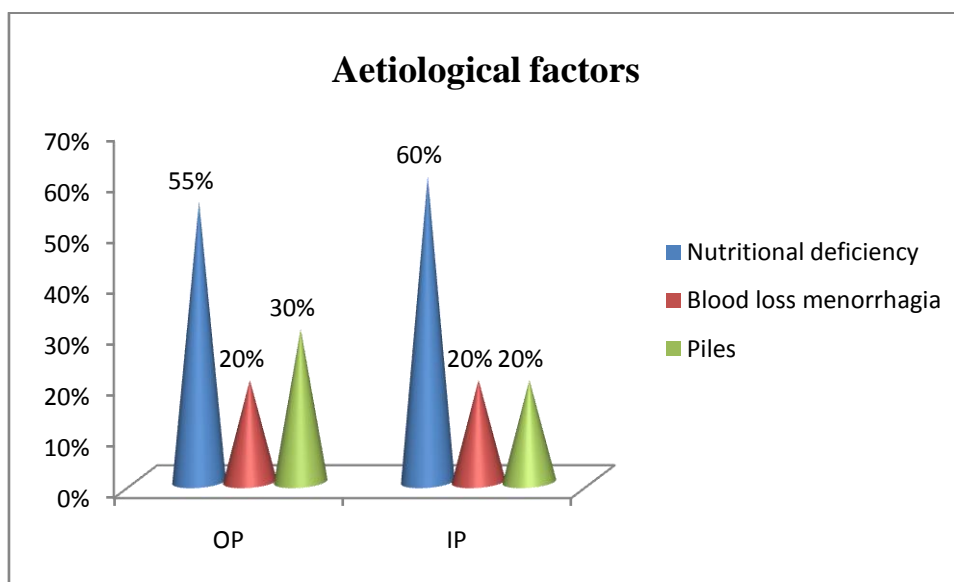 Aetiological factors
70%
60%
50%
40%
30%
20%
10%
0%
55%
20%
30%
60%
20%
20%
OP
IP
Nutritional deficiency
Blood loss menorrhagia
Piles